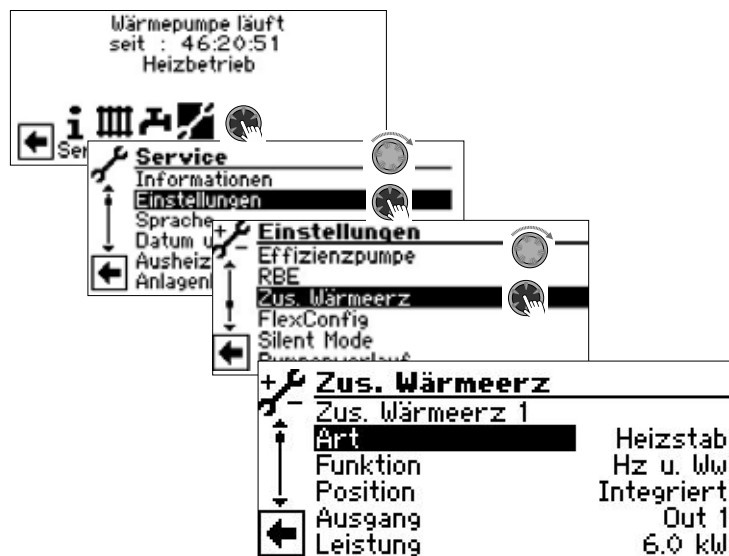 Wärmepumpe läuft
seit : 46:20:51
Heizbetrieb
Ser
Service
Informationen
Einstellungen
Sprache
Datum u
Ausheiz
Anlagen
Einstellungen
Effizienzpumpe
RBE
Zus. Wärmeerz
FlexConfig
Silent Mode
Pumpenvorlauf
Zus. Wärmeerz
Zus. Wärmeerz 1
Art Heizstab
Funktion Hz u. Ww
Position Integriert
Ausgang Out 1
Leistung 6.0 kW